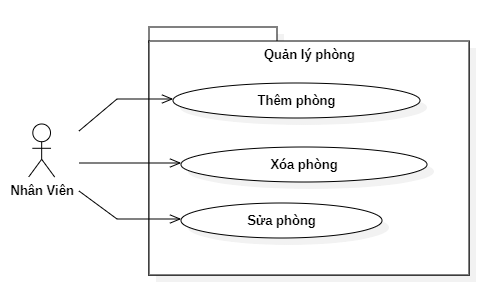 Quản lý phòng
Thêm phòng
Xóa phòng
Nhân Viên
Sửa phòng